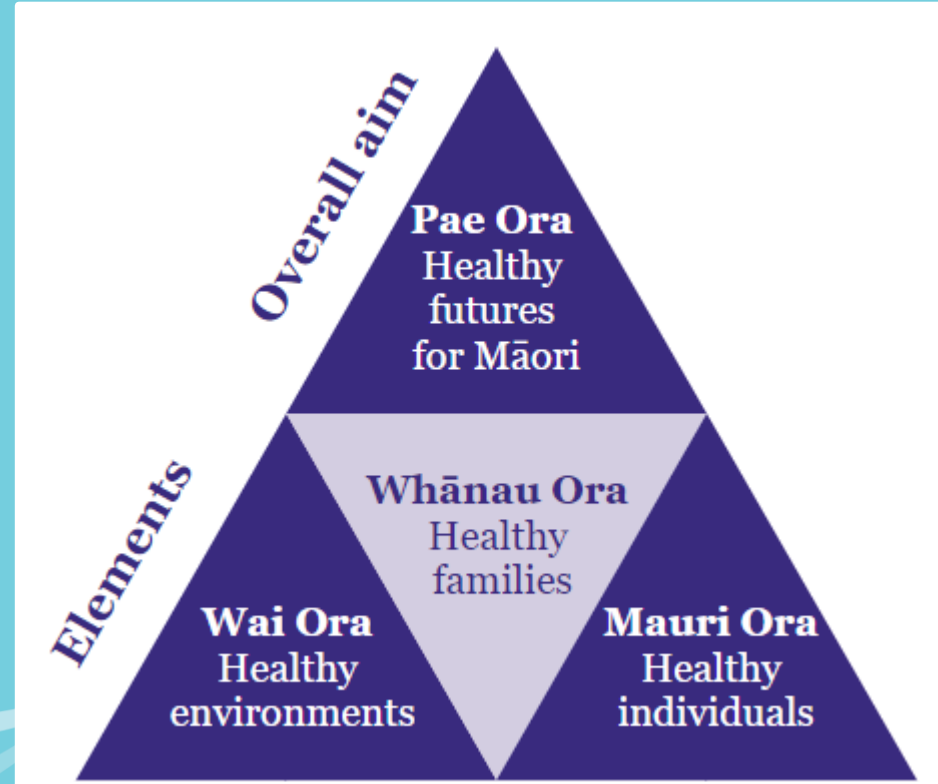 Overall aim
Pae Ora
Healthy
futures
for Māori
Elements
Whānau Ora
Healthy
families
Wai Ora
Healthy
environments
Mauri Ora
Healthy
individuals